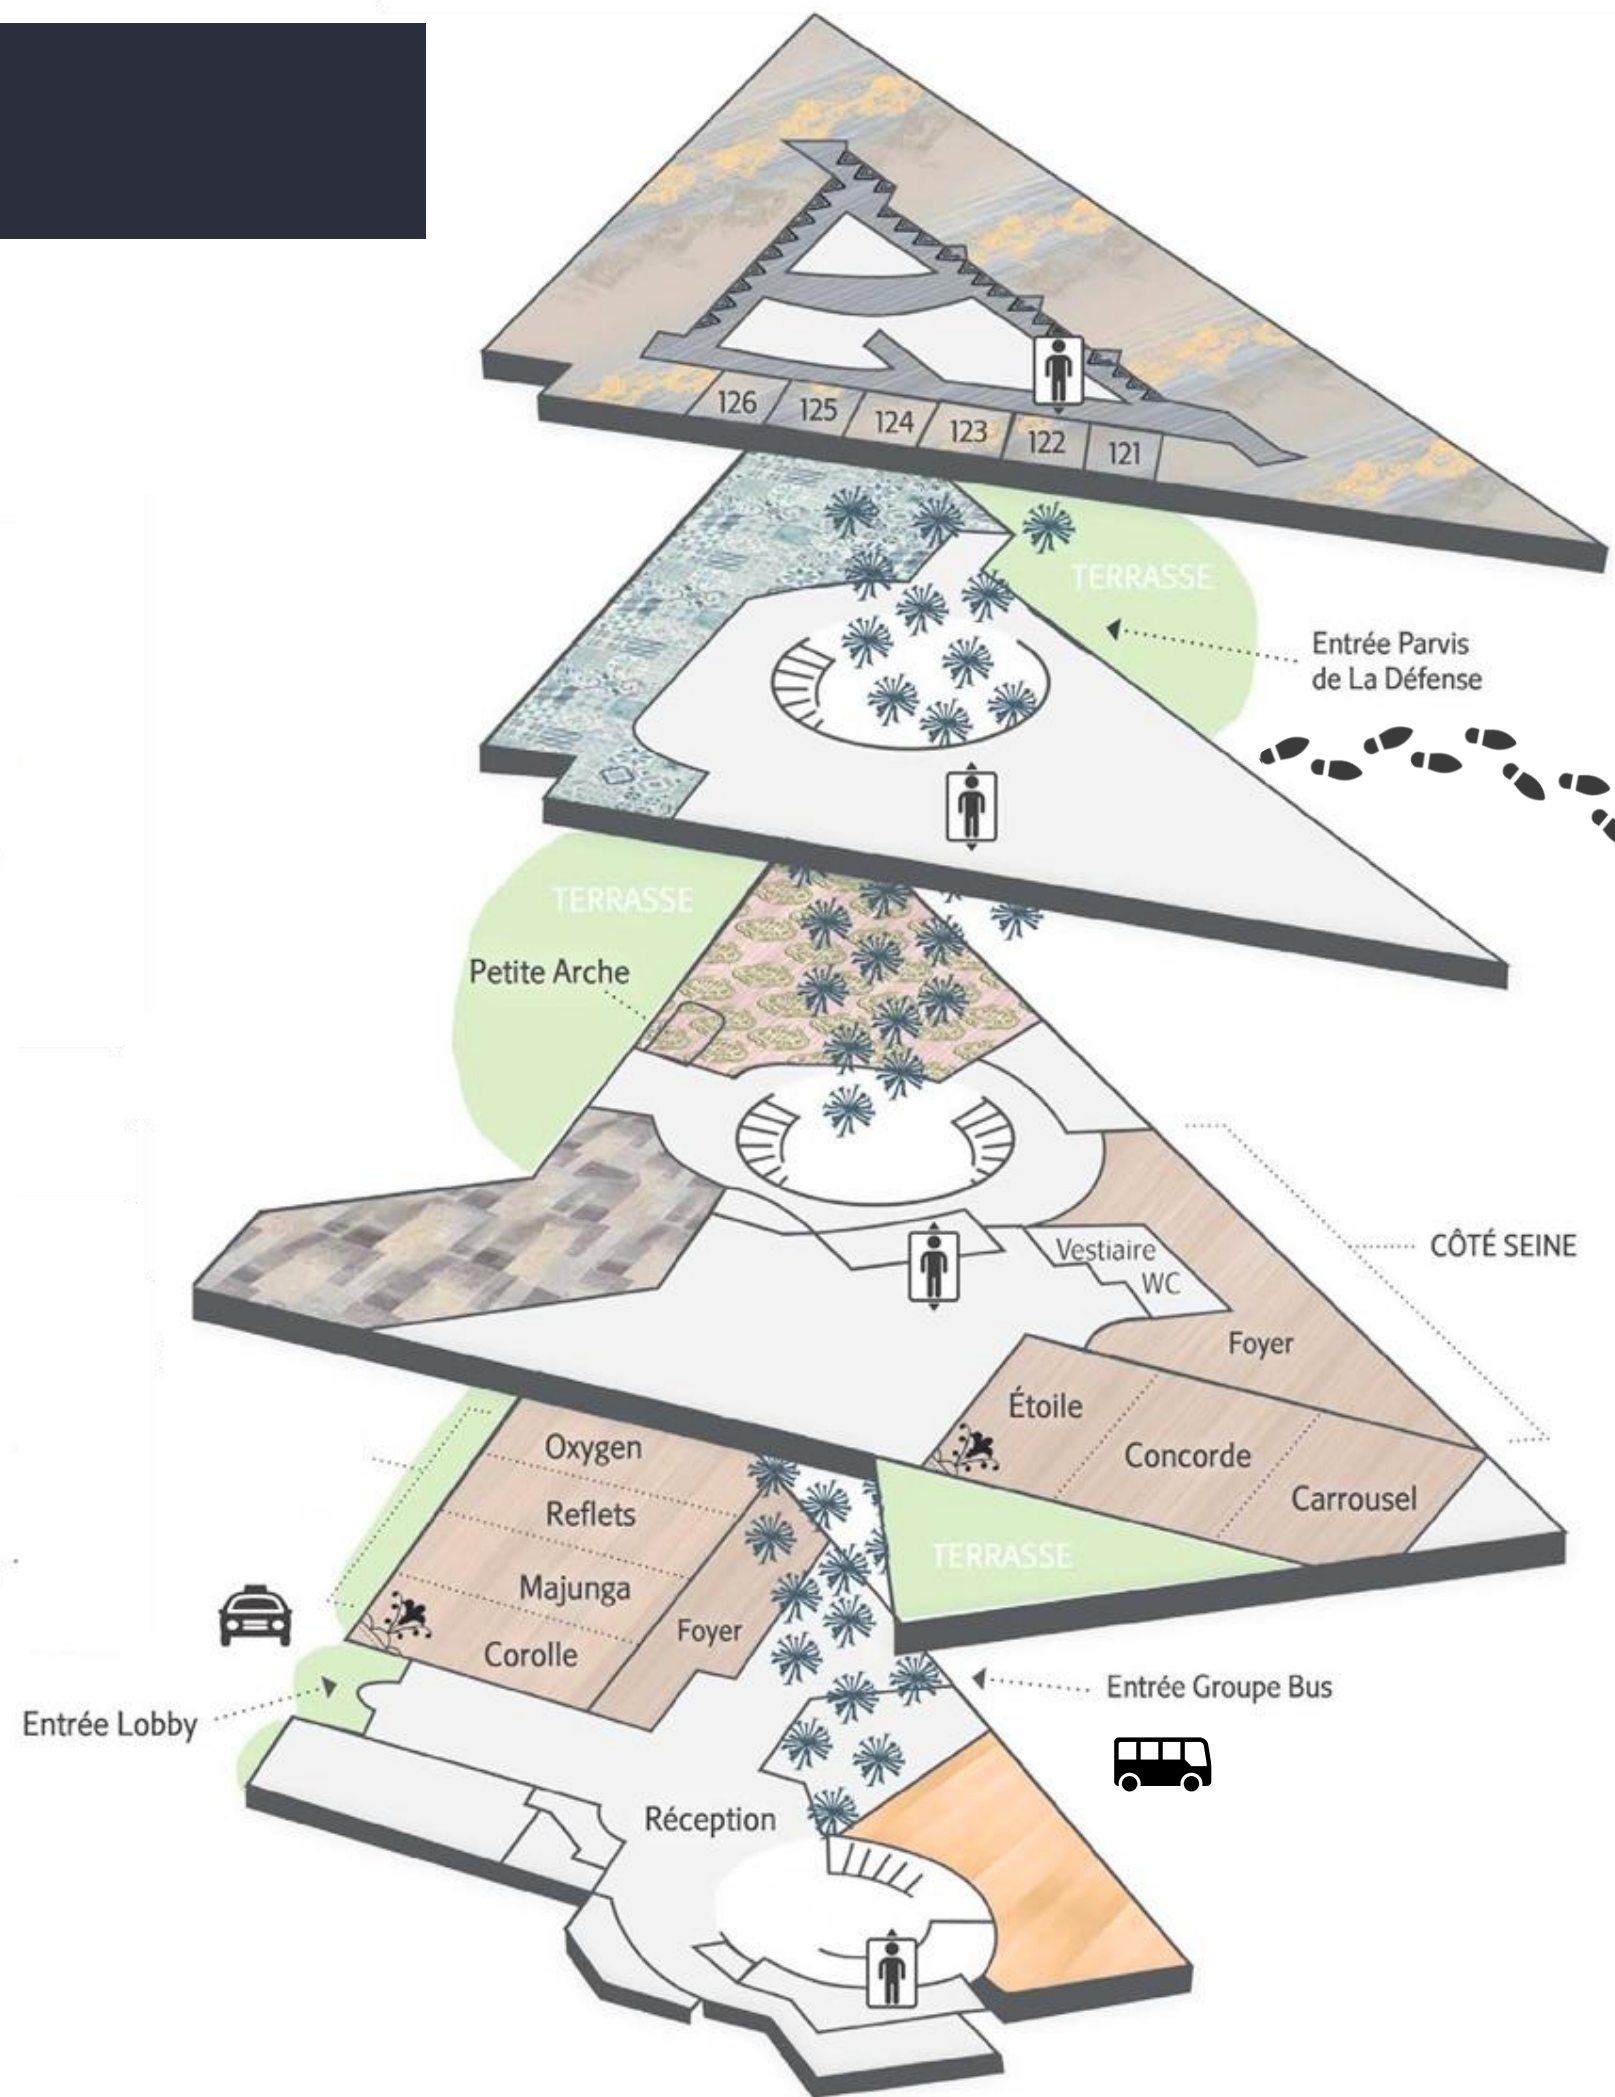 126
125
124
123
122
121
TERRASSE
Entrée Parvis
de La Défense
TERRASSE
Petite Arche
CÔTÉ SEINE
Vestiaire
WC
Foyer
Étoile
Concorde
Carrousel
Oxygen
Reflets
TERRASSE
Majunga
Foyer
Corolle
Entrée Groupe Bus
Entrée Lobby
Réception